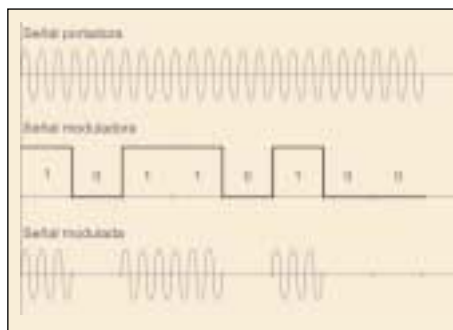 Señal portadora
Señal moduladora
1 0 1 1 0 1 0 0
Señal modulada